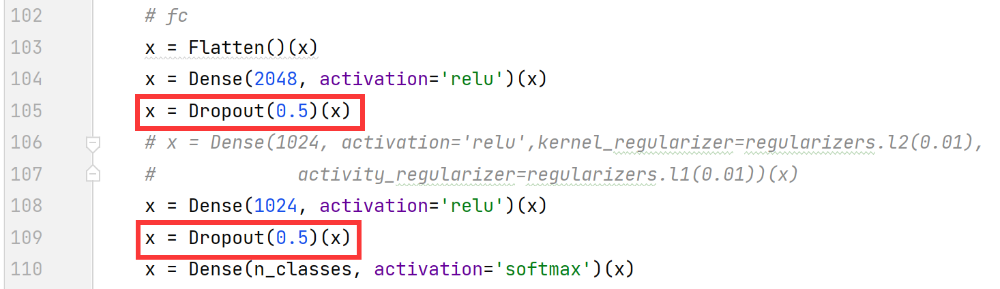 102 # fc
103 x = Flatten()(x)
104 x = Dense(2048, activation='relu')(x)
105 x = Dropout(0.5)(x)
106 # x = Dense(1024, activation='relu',kernel_regularizer=regularizers.l2(0.01),
107 #             activity_regularizer=regularizers.l1(0.01))(x)
108 x = Dense(1024, activation='relu')(x)
109 x = Dropout(0.5)(x)
110 x = Dense(n_classes, activation='softmax')(x)